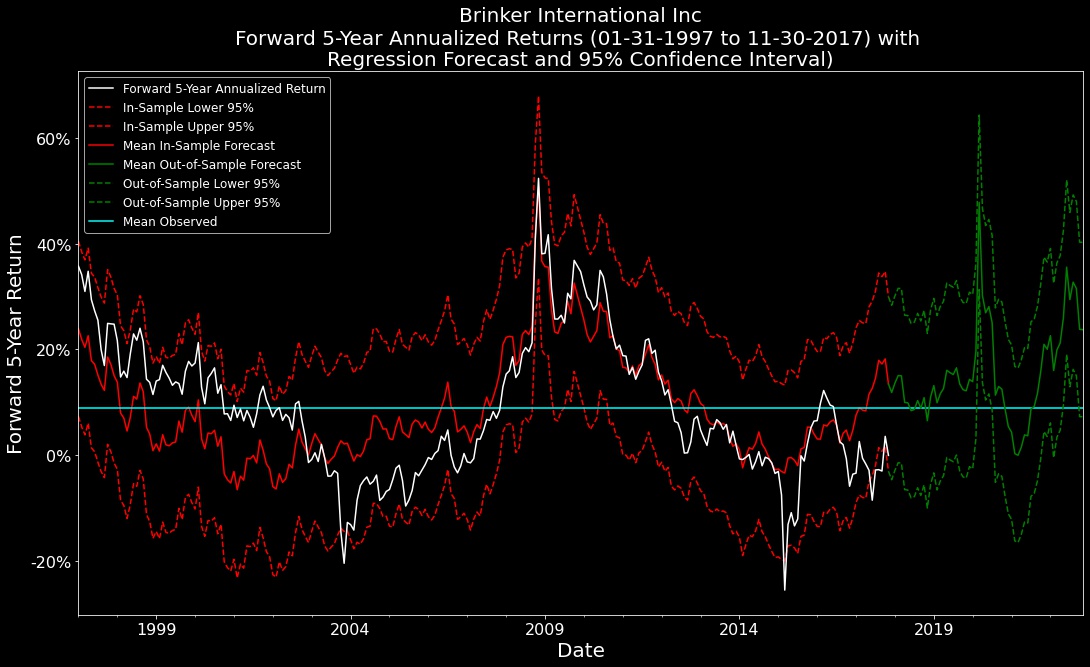 Brinker International Inc
Forward 5-Year Annualized Returns (01-31-1997 to 11-30-2017) with
Regression Forecast and 95% Confidence Interval)
Forward 5-Year Annualized Return
In-Sample Lower 95%
In-Sample Upper 95%
Mean In-Sample Forecast
Mean Out-of-Sample Forecast
Out-of-Sample Lower 95%
Out-of-Sample Upper 95%
Mean Observed
Forward 5-Year Return
60%
40%
20%
0%
-20%
1999 2004 2009 2014 2019
Date